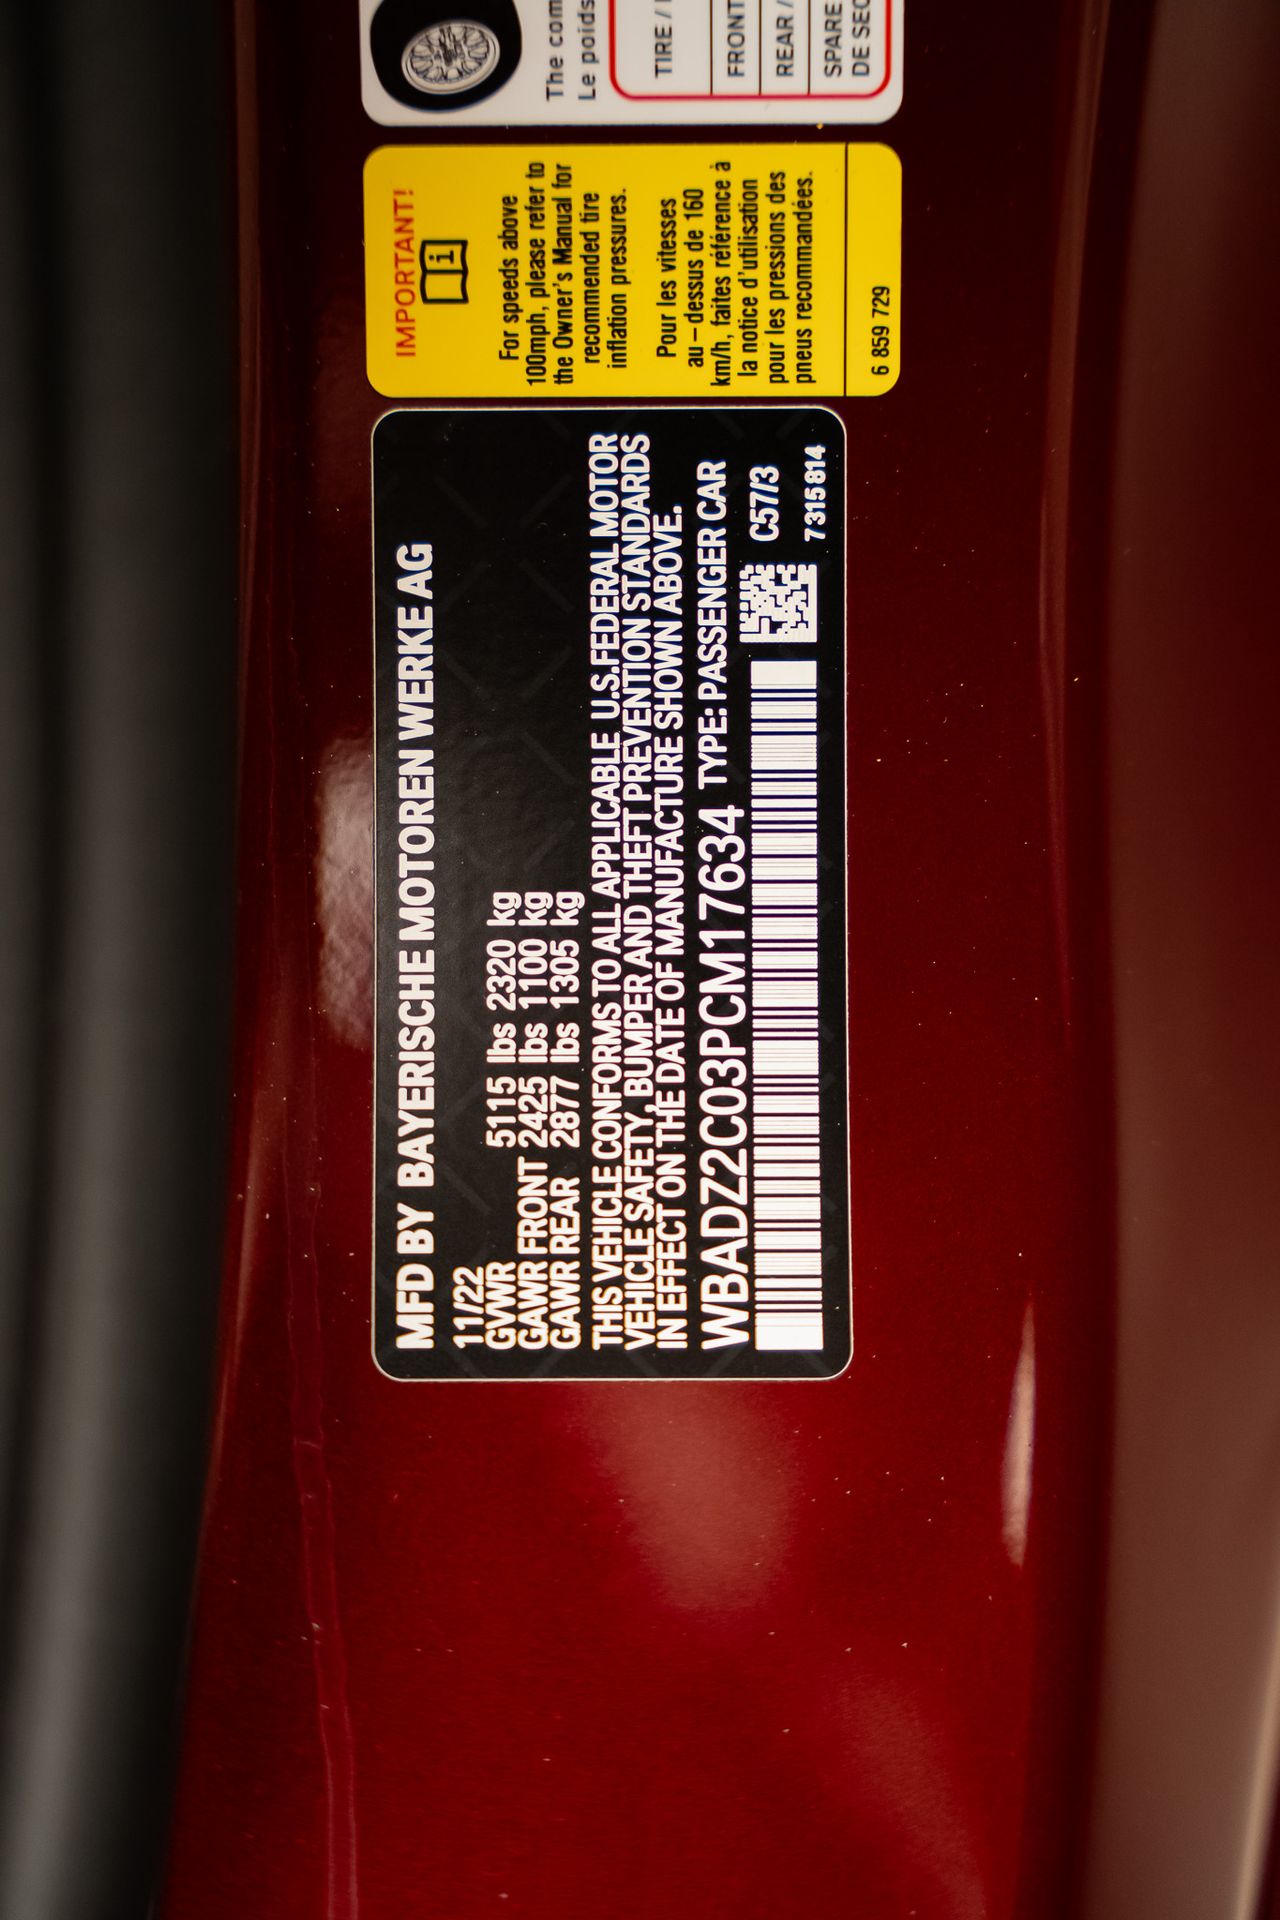 MFD BY BAYERISCHE MOTOREN WERKE AG
11/22
GVWR 5115 lbs 2320 kg
GAWR FRONT 2425 lbs 1100 kg
GAWR REAR 2877 lbs 1305 kg
THIS VEHICLE CONFORMS TO ALL APPLICABLE U.S.FEDERAL MOTOR
VEHICLE SAFETY, BUMPER AND THEFT PREVENTION STANDARDS
IN EFFECT ON THE DATE OF MANUFACTURE SHOWN ABOVE.
WBADZ2C03PCM17634 TYPE: PASSENGER CAR
C57/3
7315814
IMPORTANT!
i
For speeds above
100mph, please refer to
the Owner's Manual for
recommended tire
inflation pressures.
Pour les vitesses
au–dessus de 160
km/h, faites référence à
la notice d'utilisation
pour les pressions des
pneus recommandées.
6 859 729
The com
Le poids
TIRE /
FRONT
REAR /
SPARE
DE SEC